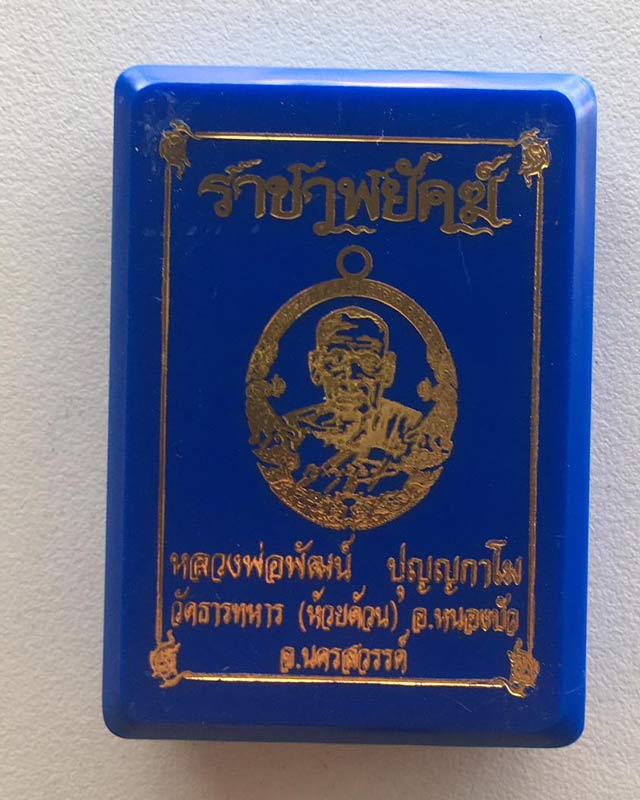 ราชาพยัคฆ์
หลวงพ่อพัฒน์ ปุญญกาโม
วัดธารทหาร (ห้วยด้วน) อ.หนองบัว
จ.นครสวรรค์